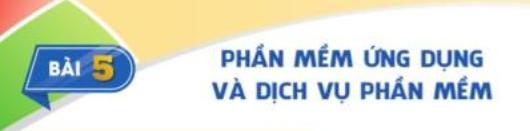 BÀI 5
PHẦN MỀM ỨNG DỤNG
VÀ DỊCH VỤ PHẦN MỀM